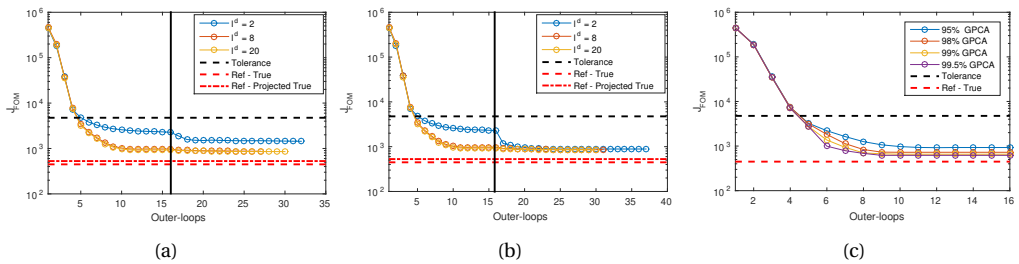 10^6
10^5
10^4
10^3
10^2
J_FOM
5 10 15 20 25 30 35
Outer-loops
l^d = 2
l^d = 8
l^d = 20
Tolerance
Ref - True
Ref - Projected True
(a)
10^6
10^5
10^4
10^3
10^2
J_FOM
5 10 15 20 25 30 35 40
Outer-loops
l^d = 2
l^d = 8
l^d = 20
Tolerance
Ref - True
Ref - Projected True
(b)
10^6
10^5
10^4
10^3
10^2
J_FOM
2 4 6 8 10 12 14 16
Outer-loops
95% GPCA
98% GPCA
99% GPCA
99.5% GPCA
Tolerance
Ref - True
(c)